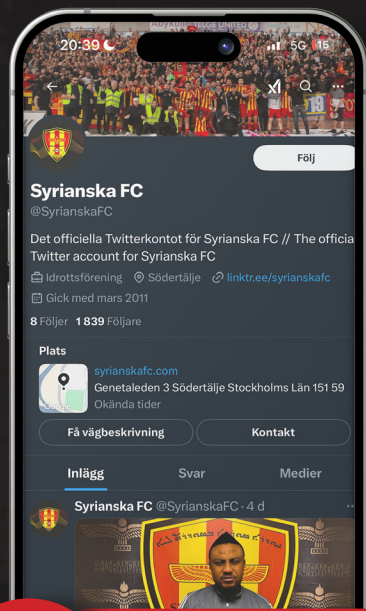 TELGE UNITED
20:39
5G 15
Följ
Syrianska FC
@SyrianskaFC
Det officiella Twitterkontot för Syrianska FC // The officia
Twitter account for Syrianska FC
Idrottsförening Södertälje linktr.ee/syrianskafc
Gick med mars 2011
8 Följer 1 839 Följare
Plats
syrianskafc.com
Genetaleden 3 Södertälje Stockholms Län 151 59
Google
Okända tider
Få vägbeskrivning Kontakt
Inlägg Svar Medier
Syrianska FC @SyrianskaFC · 4 d